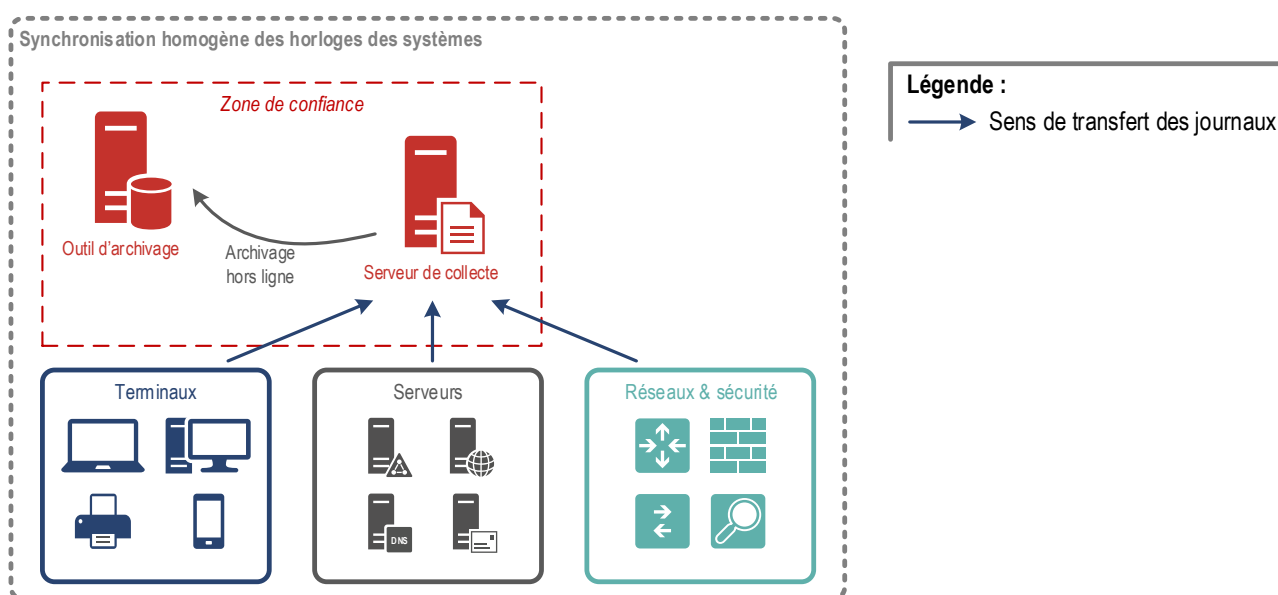 Synchronisation homogène des horloges des systèmes
Zone de confiance
Outil d'archivage
Archivage
hors ligne
Serveur de collecte
Terminaux
Serveurs
DNS
Réseaux & sécurité
Légende :
Sens de transfert des journaux